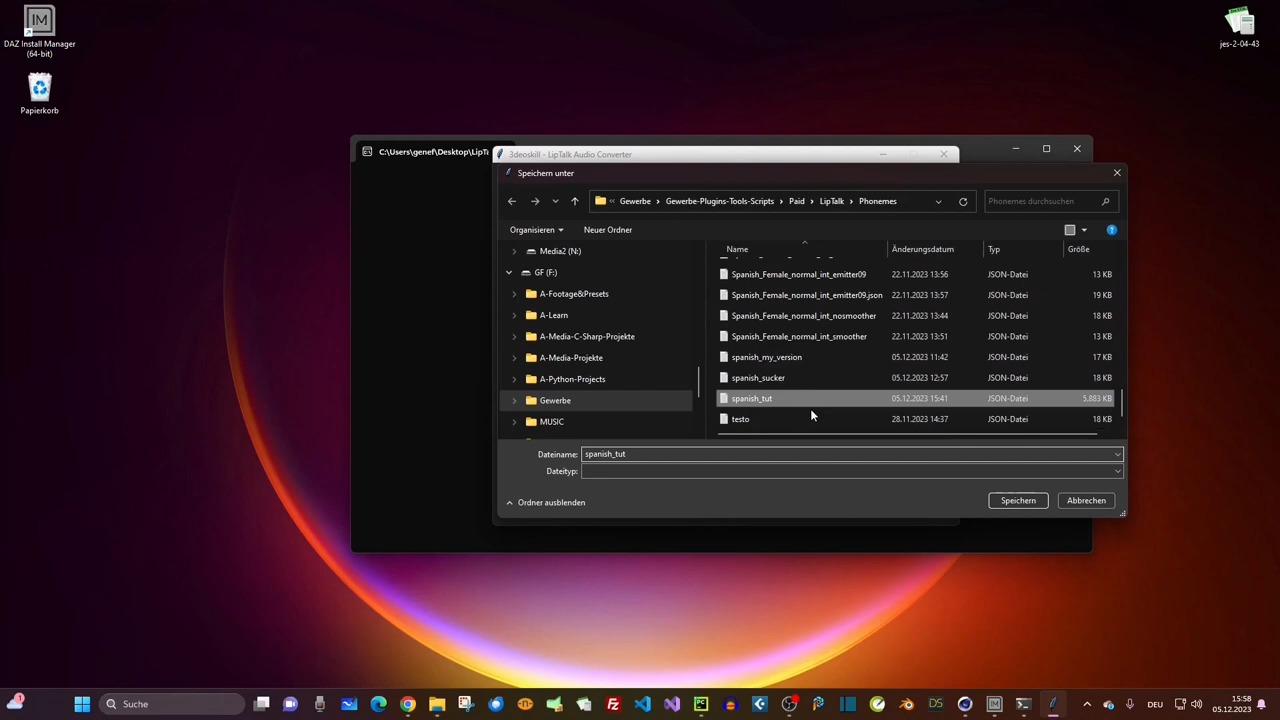 DAZ Install Manager
(64-bit)
jes-2-04-43
Papierkorb
C:\Users\genef\Desktop\LipTa
3deoskill - LipTalk Audio Converter
Speichern unter
Gewerbe > Gewerbe-Plugins-Tools-Scripts > Paid > LipTalk > Phonemes
Phonemes durchsuchen
Organisieren
Neuer Ordner
Media2 (N:)
GF (F:)
A-Footage&Presets
A-Learn
A-Media-C-Sharp-Projekte
A-Media-Projekte
A-Python-Projects
Gewerbe
MUSIC
Name Änderungsdatum Typ Größe
Spanish_Female_normal_int_emitter09 22.11.2023 13:56 JSON-Datei 13 KB
Spanish_Female_normal_int_emitter09.json 22.11.2023 13:57 JSON-Datei 19 KB
Spanish_Female_normal_int_nosmoother 22.11.2023 13:44 JSON-Datei 18 KB
Spanish_Female_normal_int_smoother 22.11.2023 13:51 JSON-Datei 13 KB
spanish_my_version 05.12.2023 11:42 JSON-Datei 17 KB
spanish_sucker 05.12.2023 12:57 JSON-Datei 18 KB
spanish_tut 05.12.2023 15:41 JSON-Datei 5.883 KB
testo 28.11.2023 14:37 JSON-Datei 18 KB
Dateiname: spanish_tut
Dateityp:
Ordner ausblenden
Speichern
Abbrechen
1
Suche
DEU
15:58
05.12.2023